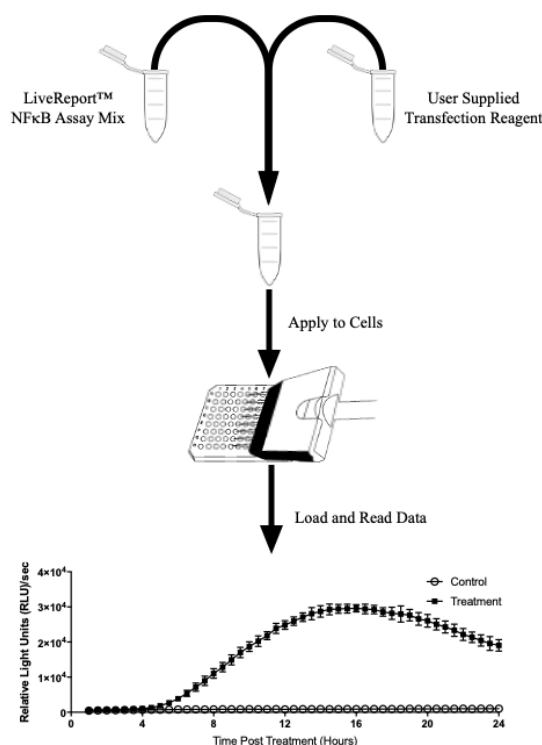 LiveReport™
NFκB Assay Mix
User Supplied
Transfection Reagent
Apply to Cells
Load and Read Data
Relative Light Units (RLU)/sec
4×10⁴
3×10⁴
2×10⁴
1×10⁴
0
Control
Treatment
0 4 8 12 16 20 24
Time Post Treatment (Hours)